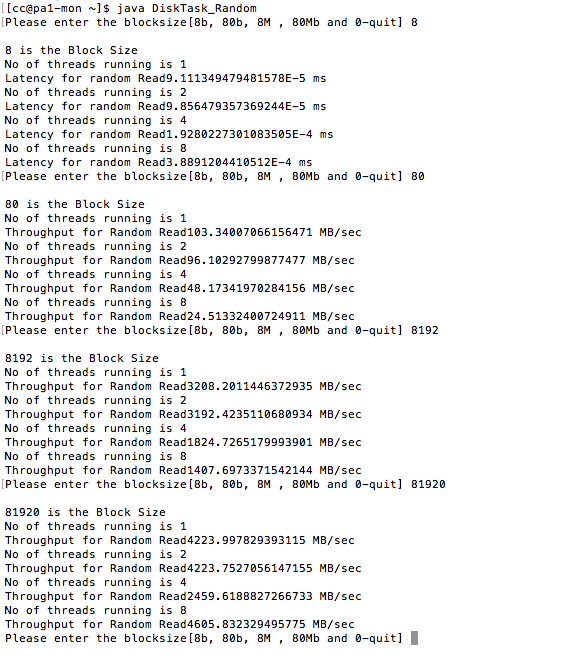 [[cc@pa1-mon ~]$ java DiskTask_Random
[Please enter the blocksize[8b, 80b, 8M , 80Mb and 0-quit] 8
8 is the Block Size
No of threads running is 1
Latency for random Read9.111349479481578E-5 ms
No of threads running is 2
Latency for random Read9.856479357369244E-5 ms
No of threads running is 4
Latency for random Read1.9280227301083505E-4 ms
No of threads running is 8
Latency for random Read3.8891204410512E-4 ms
[Please enter the blocksize[8b, 80b, 8M , 80Mb and 0-quit] 80
80 is the Block Size
No of threads running is 1
Throughput for Random Read103.34007066156471 MB/sec
No of threads running is 2
Throughput for Random Read96.10292799877477 MB/sec
No of threads running is 4
Throughput for Random Read48.17341970284156 MB/sec
No of threads running is 8
Throughput for Random Read24.51332400724911 MB/sec
[Please enter the blocksize[8b, 80b, 8M , 80Mb and 0-quit] 8192
8192 is the Block Size
No of threads running is 1
Throughput for Random Read3208.2011446372935 MB/sec
No of threads running is 2
Throughput for Random Read3192.4235110680934 MB/sec
No of threads running is 4
Throughput for Random Read1824.7265179993901 MB/sec
No of threads running is 8
Throughput for Random Read1407.6973371542144 MB/sec
[Please enter the blocksize[8b, 80b, 8M , 80Mb and 0-quit] 81920
81920 is the Block Size
No of threads running is 1
Throughput for Random Read4223.997829393115 MB/sec
No of threads running is 2
Throughput for Random Read4223.7527056147155 MB/sec
No of threads running is 4
Throughput for Random Read2459.6188827266733 MB/sec
No of threads running is 8
Throughput for Random Read4605.832329495775 MB/sec
Please enter the blocksize[8b, 80b, 8M , 80Mb and 0-quit]